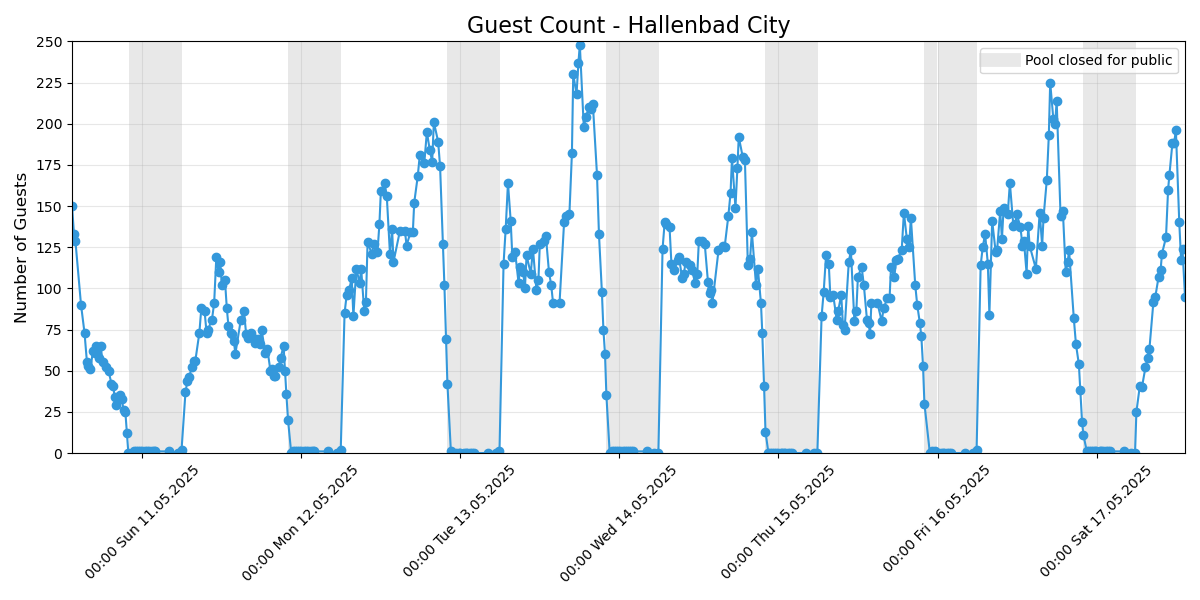 Guest Count - Hallenbad City
Pool closed for public
Number of Guests
250
225
200
175
150
125
100
75
50
25
0
00:00 Sun 11.05.2025
00:00 Mon 12.05.2025
00:00 Tue 13.05.2025
00:00 Wed 14.05.2025
00:00 Thu 15.05.2025
00:00 Fri 16.05.2025
00:00 Sat 17.05.2025